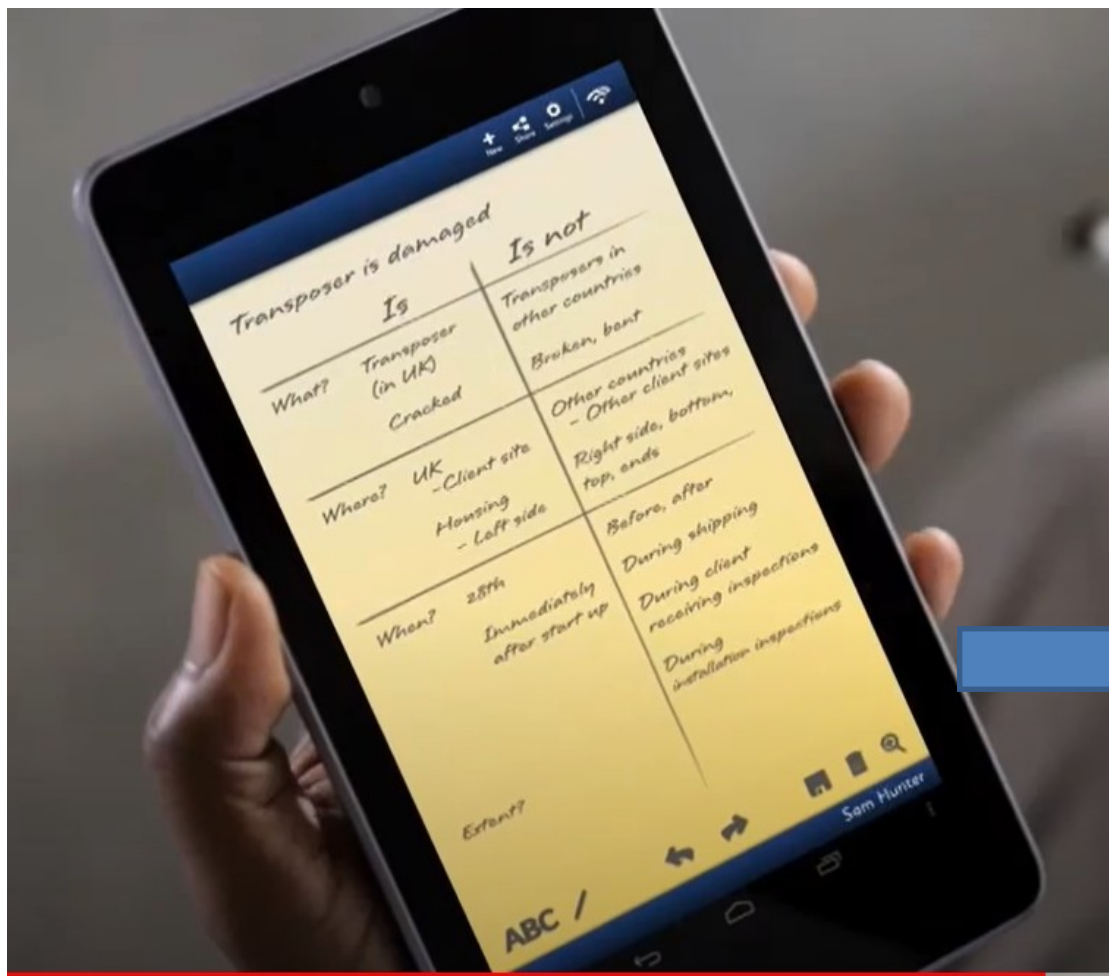 New Share Settings
Transposer is damaged
Is
Is not
What?
Transposer
(in UK)
Cracked
Transposers in
other countries
Broken, bent
Where?
UK
-Client site
Housing
- Left side
Other countries
- Other client sites
Right side, bottom,
top, ends
When?
28th
Immediately
after start up
Before, after
During shipping
During client
receiving inspections
During
installation inspections
Extent?
ABC
Sam Hunter